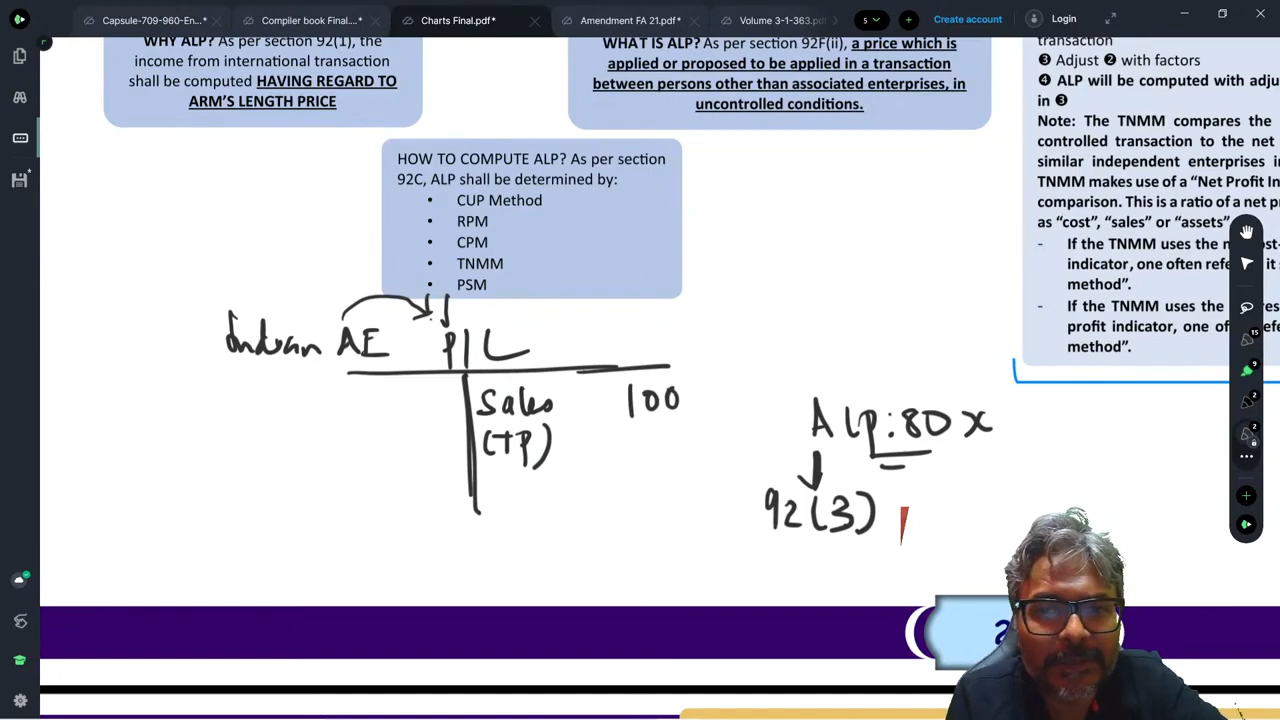 Capsule-709-960-En...*
Compiler book Final....*
Charts Final.pdf*
Amendment FA 21.pdf*
Volume 3-1-363.pdf
5
Create account
Login
WHY ALP? As per section 92(1), the
income from international transaction
shall be computed HAVING REGARD TO
ARM'S LENGTH PRICE
WHAT IS ALP? As per section 92F(ii), a price which is
applied or proposed to be applied in a transaction
between persons other than associated enterprises, in
uncontrolled conditions.
transaction
❸ Adjust ❷ with factors
❹ ALP will be computed with adju
in ❸
Note: The TNMM compares the
controlled transaction to the net
similar independent enterprises in
TNMM makes use of a "Net Profit In
comparison. This is a ratio of a net p
as "cost", "sales" or "assets"
- If the TNMM uses the n
indicator, one often refe
method".
- If the TNMM uses the
profit indicator, one of
method".
HOW TO COMPUTE ALP? As per section
92C, ALP shall be determined by:
• CUP Method
• RPM
• CPM
• TNMM
• PSM
Indian AE P|L
Sales 100
(TP)
Alp: 80 x
92(3)
15
9
2
2